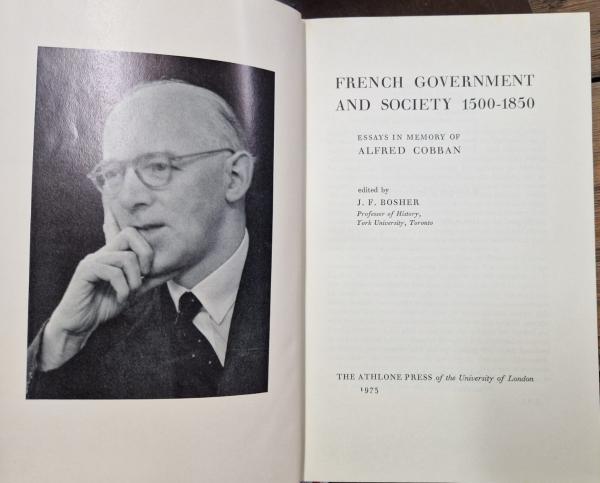 FRENCH GOVERNMENT
AND SOCIETY 1500-1850
ESSAYS IN MEMORY OF
ALFRED COBBAN
edited by
J. F. BOSHER
Professor of History,
York University, Toronto
THE ATHLONE PRESS of the University of London
1975